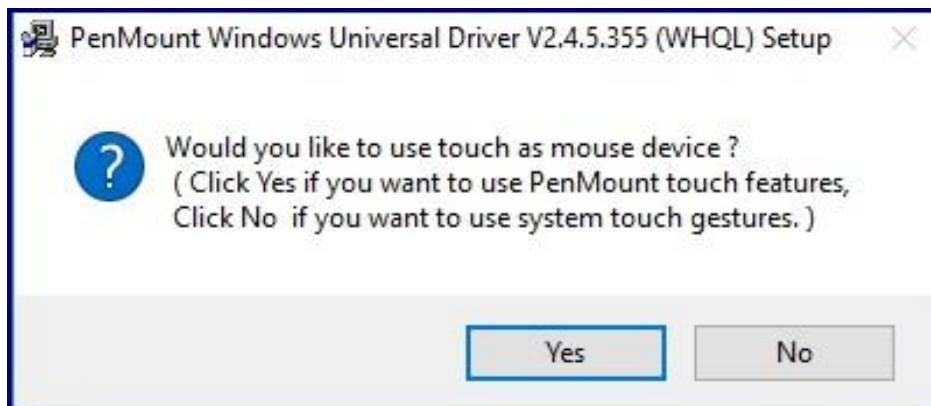 PenMount Windows Universal Driver V2.4.5.355 (WHQL) Setup
?
Would you like to use touch as mouse device ?
( Click Yes if you want to use PenMount touch features,
Click No  if you want to use system touch gestures. )
Yes
No